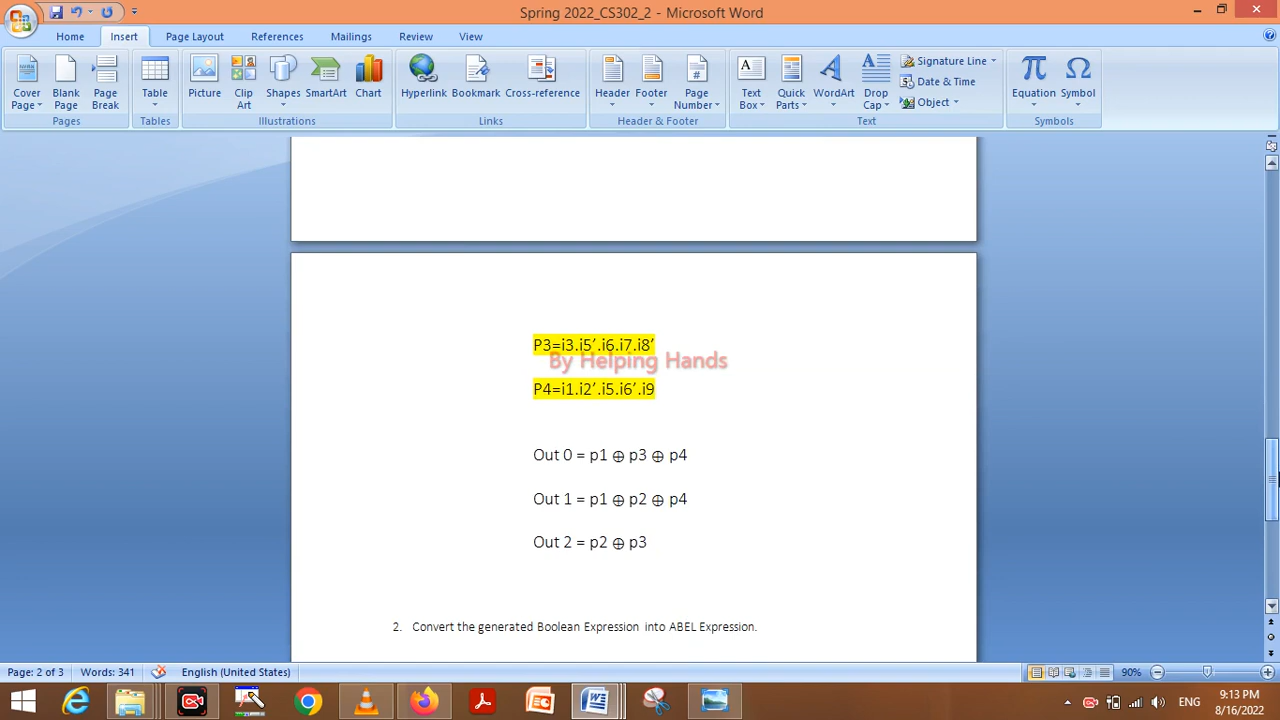 Spring 2022_CS302_2 - Microsoft Word
Home Insert Page Layout References Mailings Review View
Cover Page Blank Page Page Break Table Picture Clip Art Shapes SmartArt Chart Hyperlink Bookmark Cross-reference Header Footer Page Number Text Box Quick Parts WordArt Drop Cap Signature Line Date & Time Object Equation Symbol
Pages Tables Illustrations Links Header & Footer Text Symbols
P3=i3.i5’.i6.i7.i8’
By Helping Hands
P4=i1.i2’.i5.i6’.i9
Out 0 = p1 ⊕ p3 ⊕ p4
Out 1 = p1 ⊕ p2 ⊕ p4
Out 2 = p2 ⊕ p3
2. Convert the generated Boolean Expression into ABEL Expression.
Page: 2 of 3 Words: 341 English (United States) 90%
ENG 9:13 PM
8/16/2022